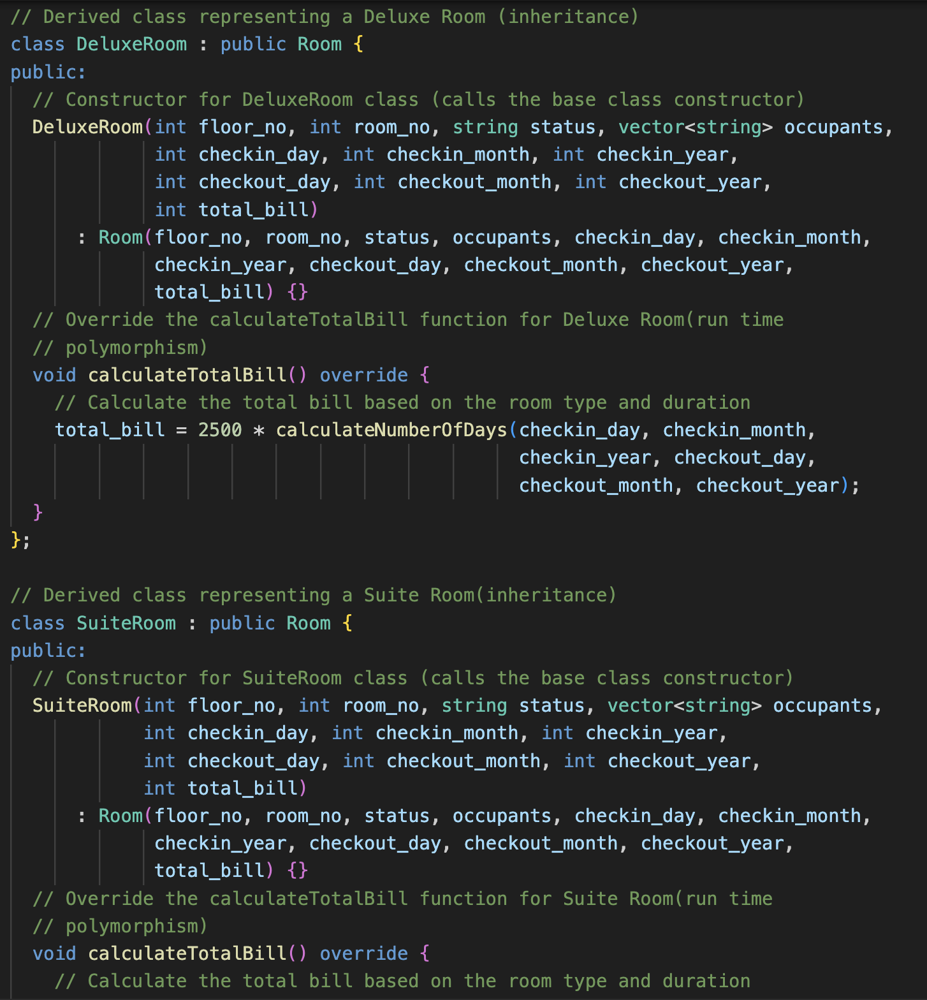 // Derived class representing a Deluxe Room (inheritance)
class DeluxeRoom : public Room {
public:
  // Constructor for DeluxeRoom class (calls the base class constructor)
  DeluxeRoom(int floor_no, int room_no, string status, vector<string> occupants,
             int checkin_day, int checkin_month, int checkin_year,
             int checkout_day, int checkout_month, int checkout_year,
             int total_bill)
      : Room(floor_no, room_no, status, occupants, checkin_day, checkin_month,
             checkin_year, checkout_day, checkout_month, checkout_year,
             total_bill) {}
  // Override the calculateTotalBill function for Deluxe Room(run time
  // polymorphism)
  void calculateTotalBill() override {
    // Calculate the total bill based on the room type and duration
    total_bill = 2500 * calculateNumberOfDays(checkin_day, checkin_month,
                                              checkin_year, checkout_day,
                                              checkout_month, checkout_year);
  }
};

// Derived class representing a Suite Room(inheritance)
class SuiteRoom : public Room {
public:
  // Constructor for SuiteRoom class (calls the base class constructor)
  SuiteRoom(int floor_no, int room_no, string status, vector<string> occupants,
            int checkin_day, int checkin_month, int checkin_year,
            int checkout_day, int checkout_month, int checkout_year,
            int total_bill)
      : Room(floor_no, room_no, status, occupants, checkin_day, checkin_month,
             checkin_year, checkout_day, checkout_month, checkout_year,
             total_bill) {}
  // Override the calculateTotalBill function for Suite Room(run time
  // polymorphism)
  void calculateTotalBill() override {
    // Calculate the total bill based on the room type and duration